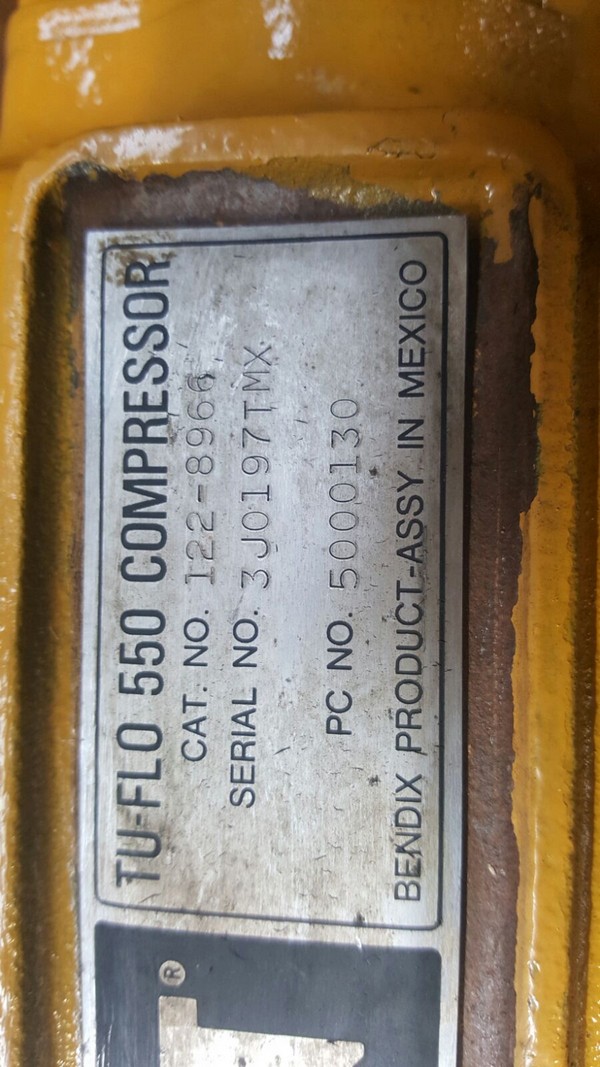 TU-FLO 550 COMPRESSOR
CAT. NO. 122-8966
SERIAL NO. 3J0197TMX
PC NO. 5000130
BENDIX PRODUCT-ASSY IN MEXICO
®